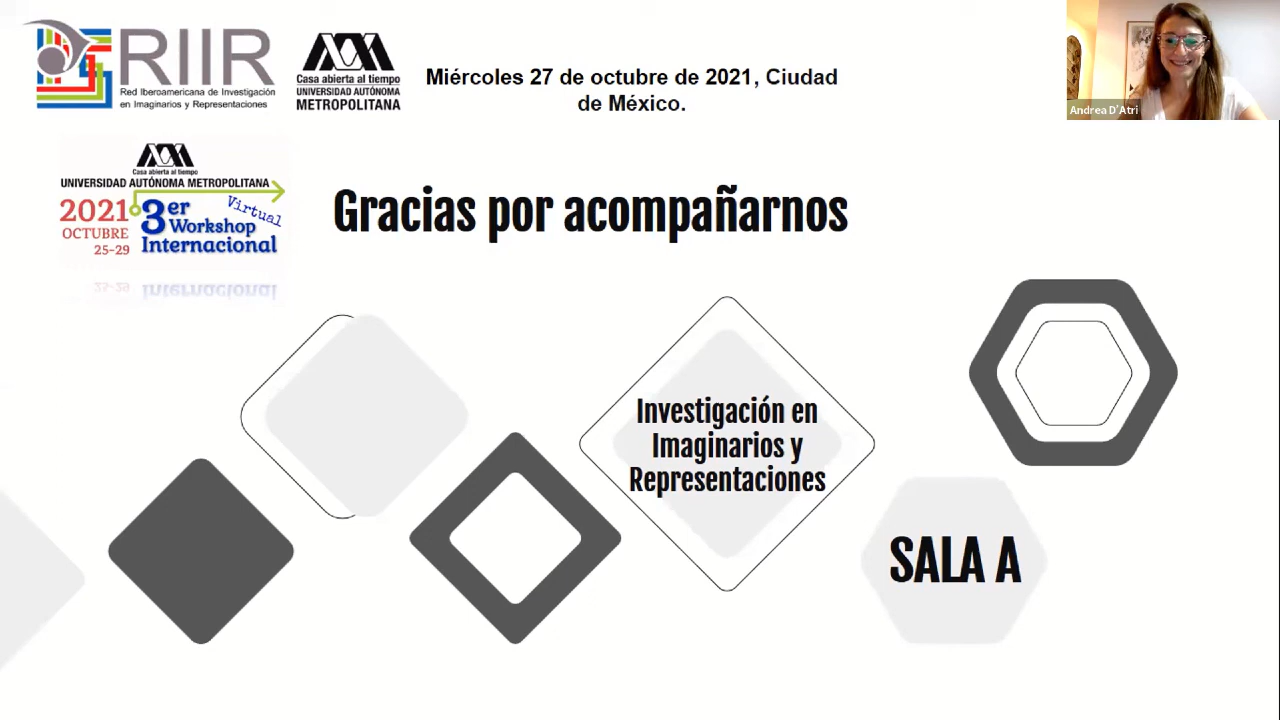 RIIR
Red Iberoamericana de Investigación
en Imaginarios y Representaciones
Casa abierta al tiempo
UNIVERSIDAD AUTÓNOMA
METROPOLITANA
Miércoles 27 de octubre de 2021, Ciudad
de México.
Andrea D'Atri
Casa abierta al tiempo
UNIVERSIDAD AUTÓNOMA METROPOLITANA
2021
OCTUBRE
25-29
3er
Workshop
Internacional
Virtual
Gracias por acompañarnos
Investigación en
Imaginarios y
Representaciones
SALA A